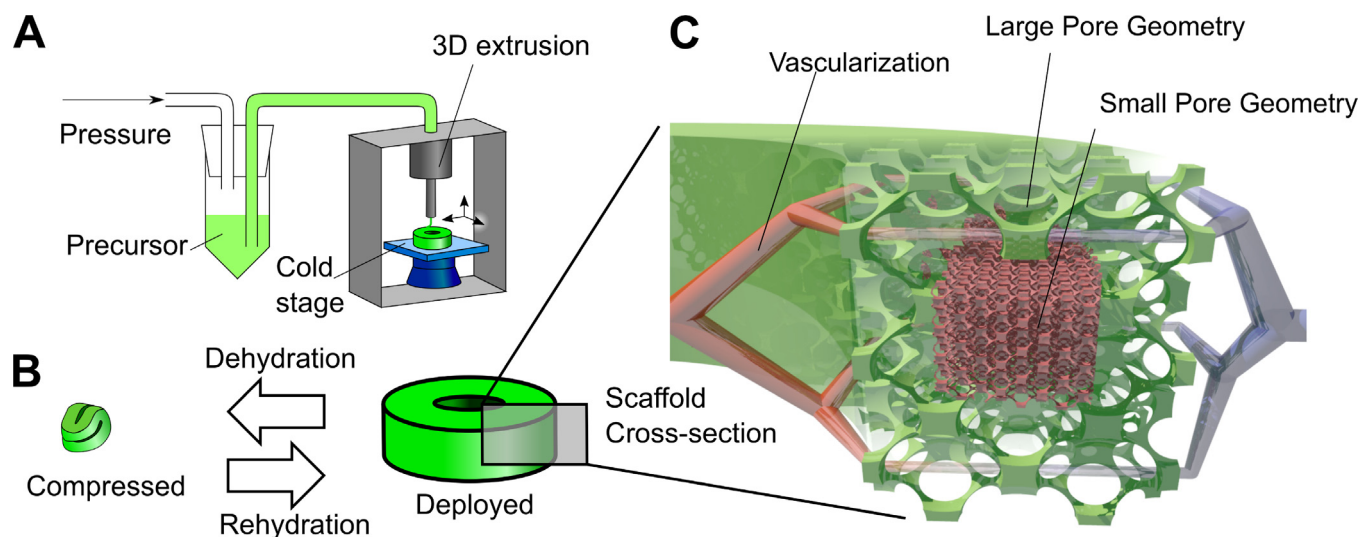 A
3D extrusion
Pressure
Precursor
Cold
stage
B
Dehydration
Compressed
Rehydration
Deployed
Scaffold
Cross-section
C
Large Pore Geometry
Vascularization
Small Pore Geometry